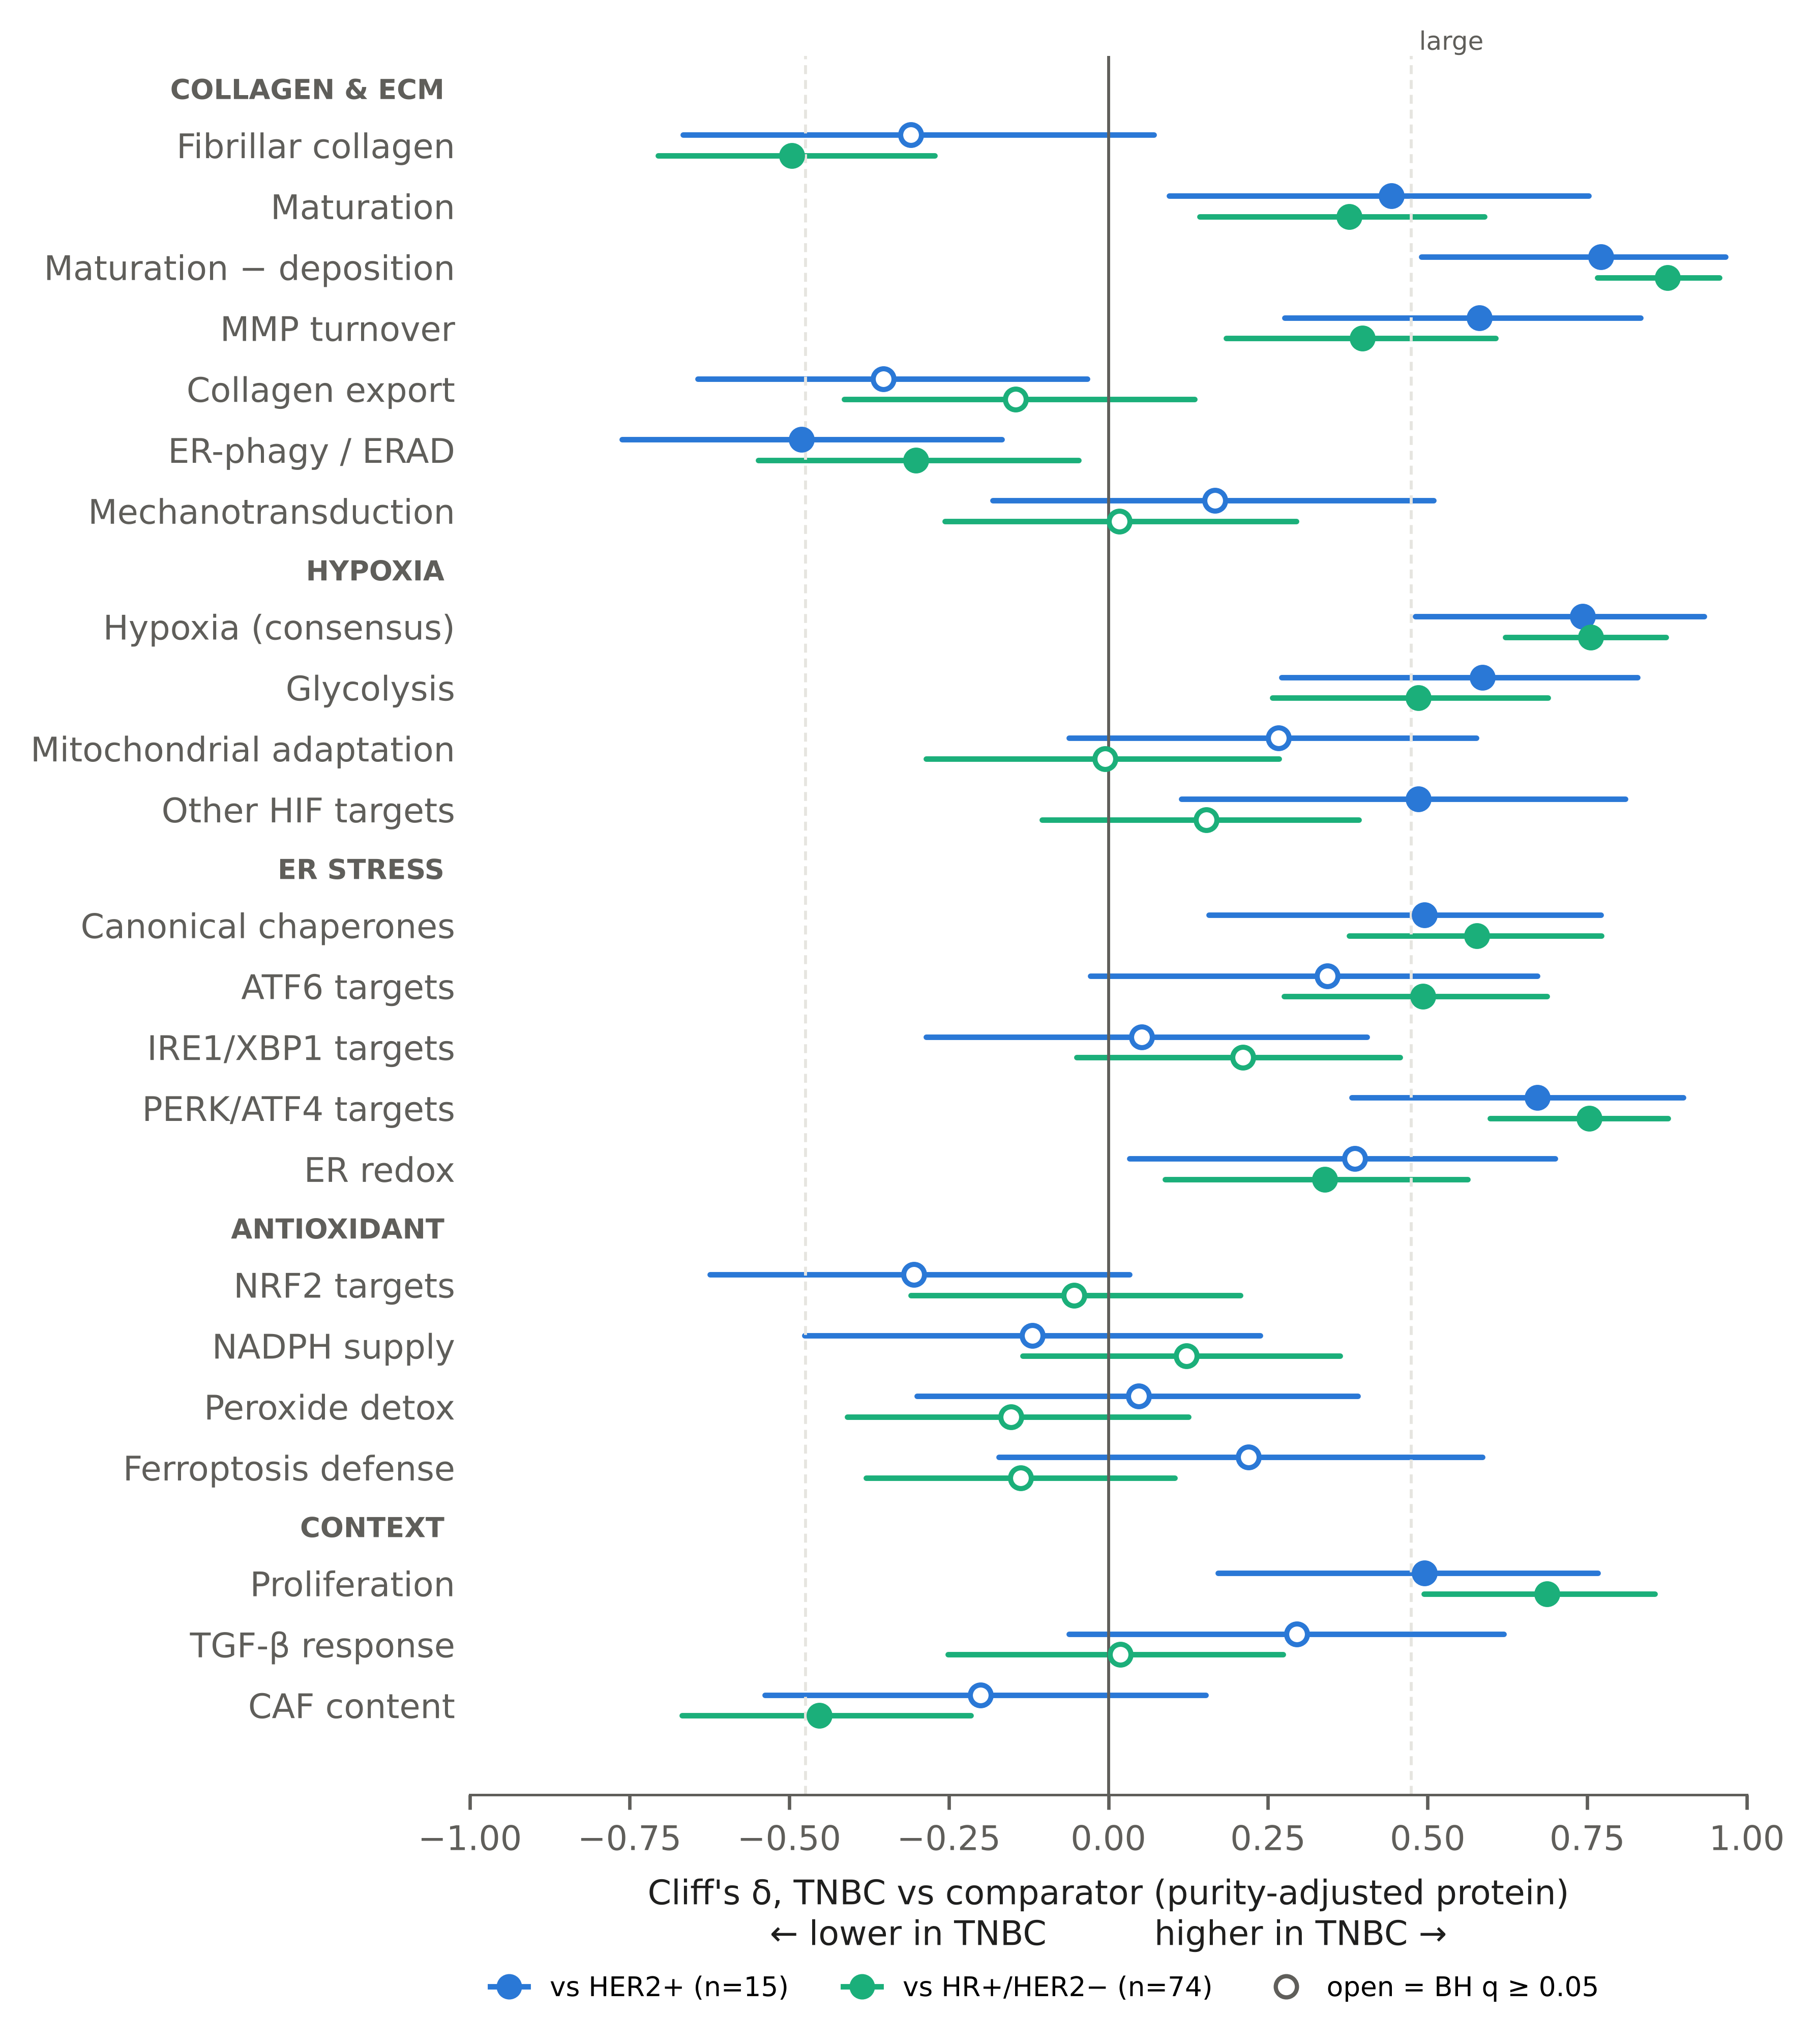 large
COLLAGEN & ECM
Fibrillar collagen
Maturation
Maturation − deposition
MMP turnover
Collagen export
ER-phagy / ERAD
Mechanotransduction
HYPOXIA
Hypoxia (consensus)
Glycolysis
Mitochondrial adaptation
Other HIF targets
ER STRESS
Canonical chaperones
ATF6 targets
IRE1/XBP1 targets
PERK/ATF4 targets
ER redox
ANTIOXIDANT
NRF2 targets
NADPH supply
Peroxide detox
Ferroptosis defense
CONTEXT
Proliferation
TGF-β response
CAF content
−1.00 −0.75 −0.50 −0.25 0.00 0.25 0.50 0.75 1.00
Cliff's δ, TNBC vs comparator (purity-adjusted protein)
← lower in TNBC higher in TNBC →
vs HER2+ (n=15) vs HR+/HER2− (n=74) open = BH q ≥ 0.05